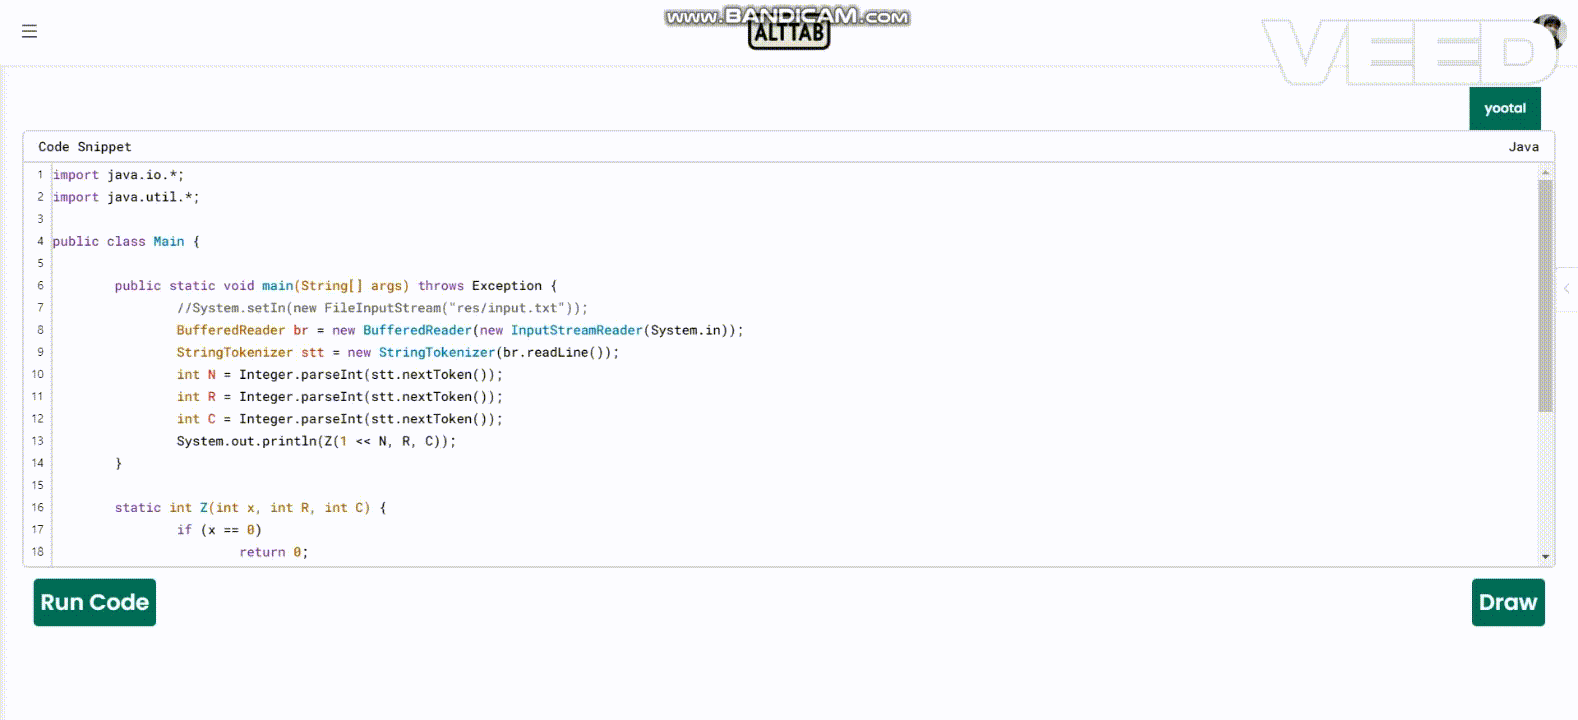 www.BANDICAM.com
ALTTAB
VEED
yootal
Code Snippet
Java
1 import java.io.*;
2 import java.util.*;
3
4 public class Main {
5
6 public static void main(String[] args) throws Exception {
7 //System.setIn(new FileInputStream("res/input.txt"));
8 BufferedReader br = new BufferedReader(new InputStreamReader(System.in));
9 StringTokenizer stt = new StringTokenizer(br.readLine());
10 int N = Integer.parseInt(stt.nextToken());
11 int R = Integer.parseInt(stt.nextToken());
12 int C = Integer.parseInt(stt.nextToken());
13 System.out.println(Z(1 << N, R, C));
14 }
15
16 static int Z(int x, int R, int C) {
17 if (x == 0)
18 return 0;
Run Code
Draw